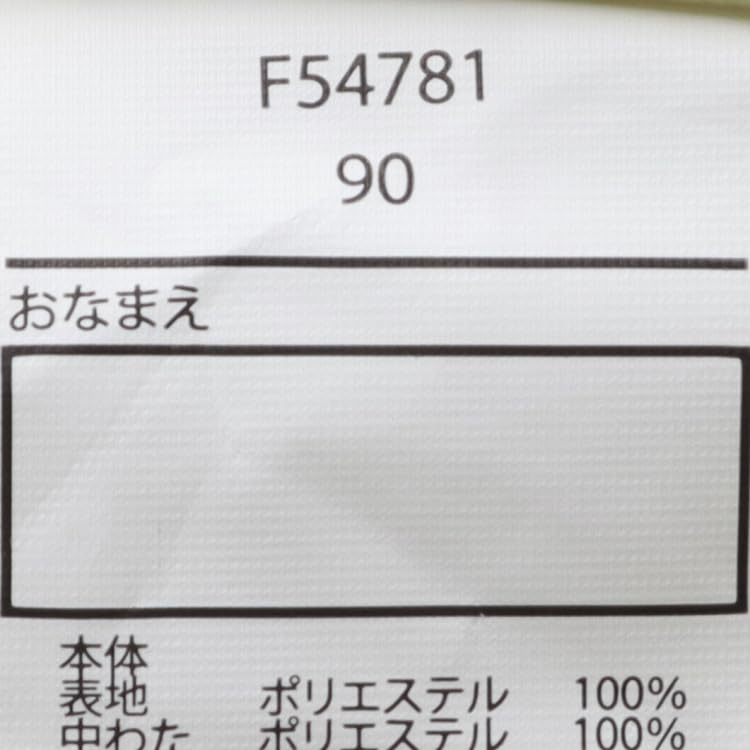 F54781
90
おなまえ
本体
表地 ポリエステル 100%
中わた ポリエステル 100%